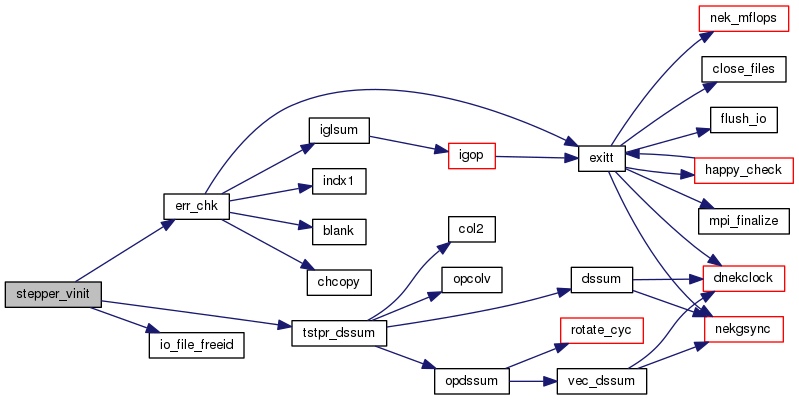 stepper_vinit
err_chk
tstpr_dssum
io_file_freeid
iglsum
indx1
blank
chcopy
igop
col2
opcolv
opdssum
exitt
dssum
rotate_cyc
vec_dssum
nek_mflops
close_files
flush_io
happy_check
mpi_finalize
dnekclock
nekgsync